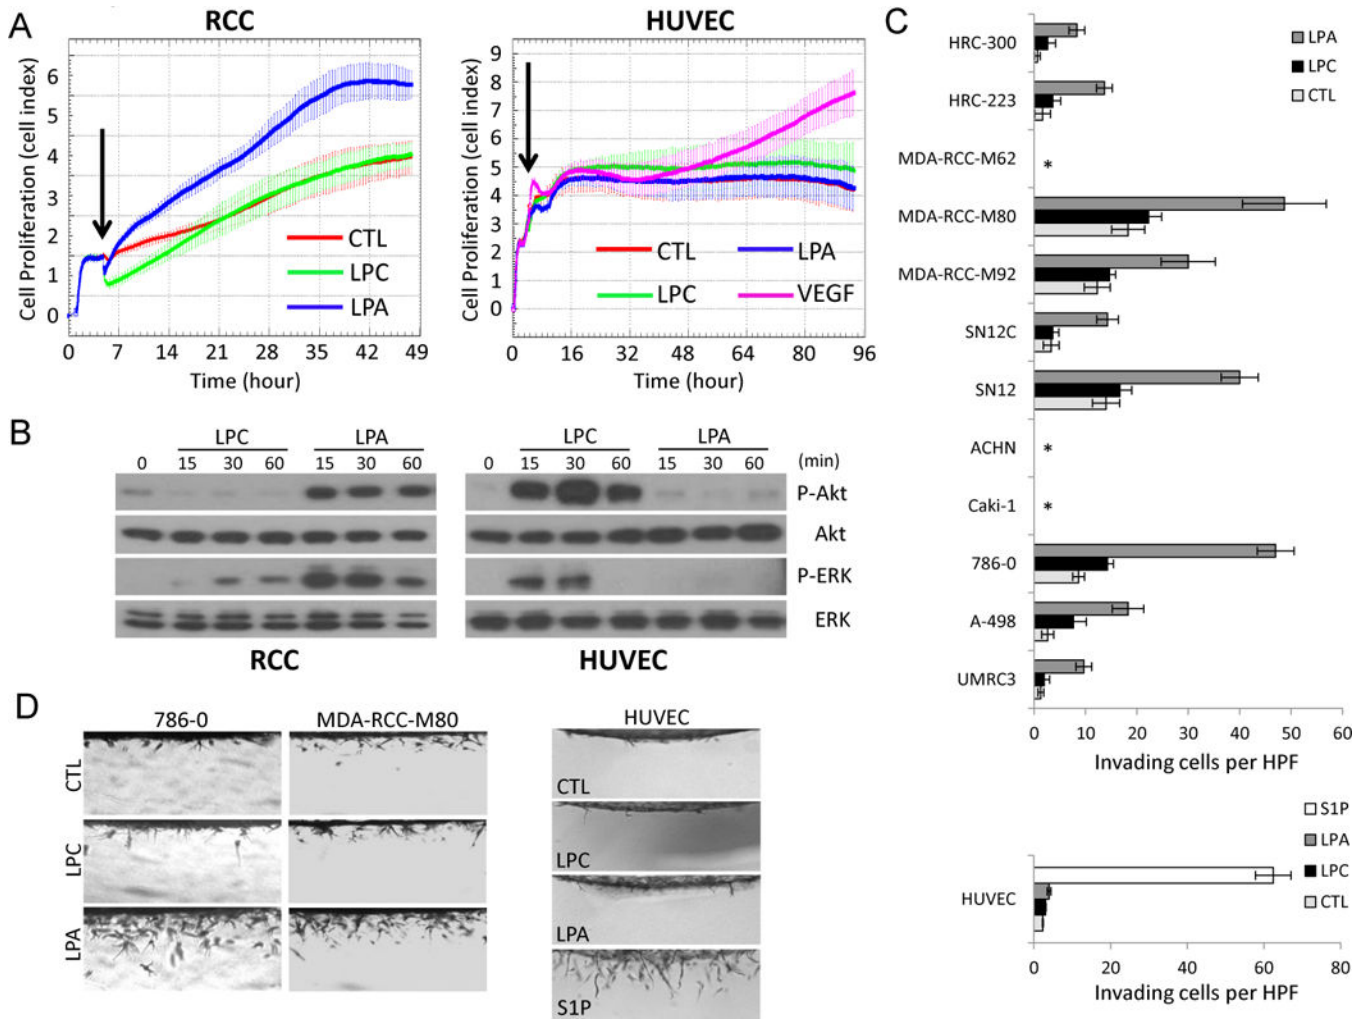 A
RCC
HUVEC
Cell Proliferation (cell index)
6
5
4
3
2
1
0
CTL
LPC
LPA
0 7 14 21 28 35 42 49
Time (hour)
Cell Proliferation (cell index)
9
8
7
6
5
4
3
2
1
0
CTL LPA
LPC VEGF
0 16 32 48 64 80 96
Time (hour)
B
LPC LPA
0 15 30 60 15 30 60
LPC LPA
0 15 30 60 15 30 60 (min)
P-Akt
Akt
P-ERK
ERK
RCC
HUVEC
C
LPA
LPC
CTL
HRC-300
HRC-223
MDA-RCC-M62 *
MDA-RCC-M80
MDA-RCC-M92
SN12C
SN12
ACHN *
Caki-1 *
786-0
A-498
UMRC3
0 10 20 30 40 50 60
Invading cells per HPF
S1P
LPA
LPC
CTL
HUVEC
0 20 40 60 80
Invading cells per HPF
D
786-0 MDA-RCC-M80
CTL
LPC
LPA
HUVEC
CTL
LPC
LPA
S1P